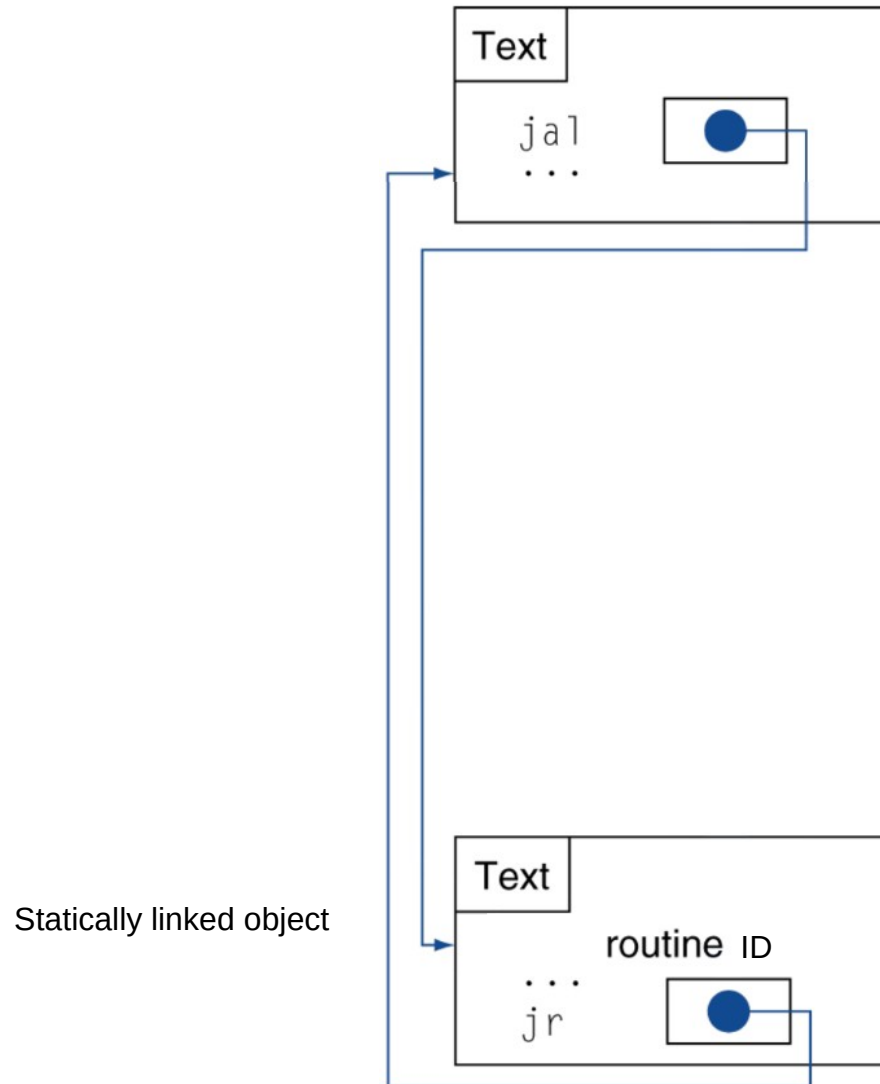 Text
jal
...
Text
Statically linked object
routine ID
...
jr